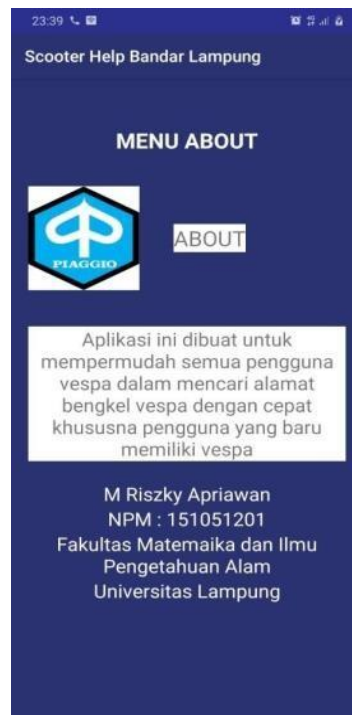 23:39
Scooter Help Bandar Lampung
MENU ABOUT
PIAGGIO
ABOUT
Aplikasi ini dibuat untuk
mempermudah semua pengguna
vespa dalam mencari alamat
bengkel vespa dengan cepat
khususna pengguna yang baru
memiliki vespa
M Riszky Apriawan
NPM : 151051201
Fakultas Matemaika dan Ilmu
Pengetahuan Alam
Universitas Lampung